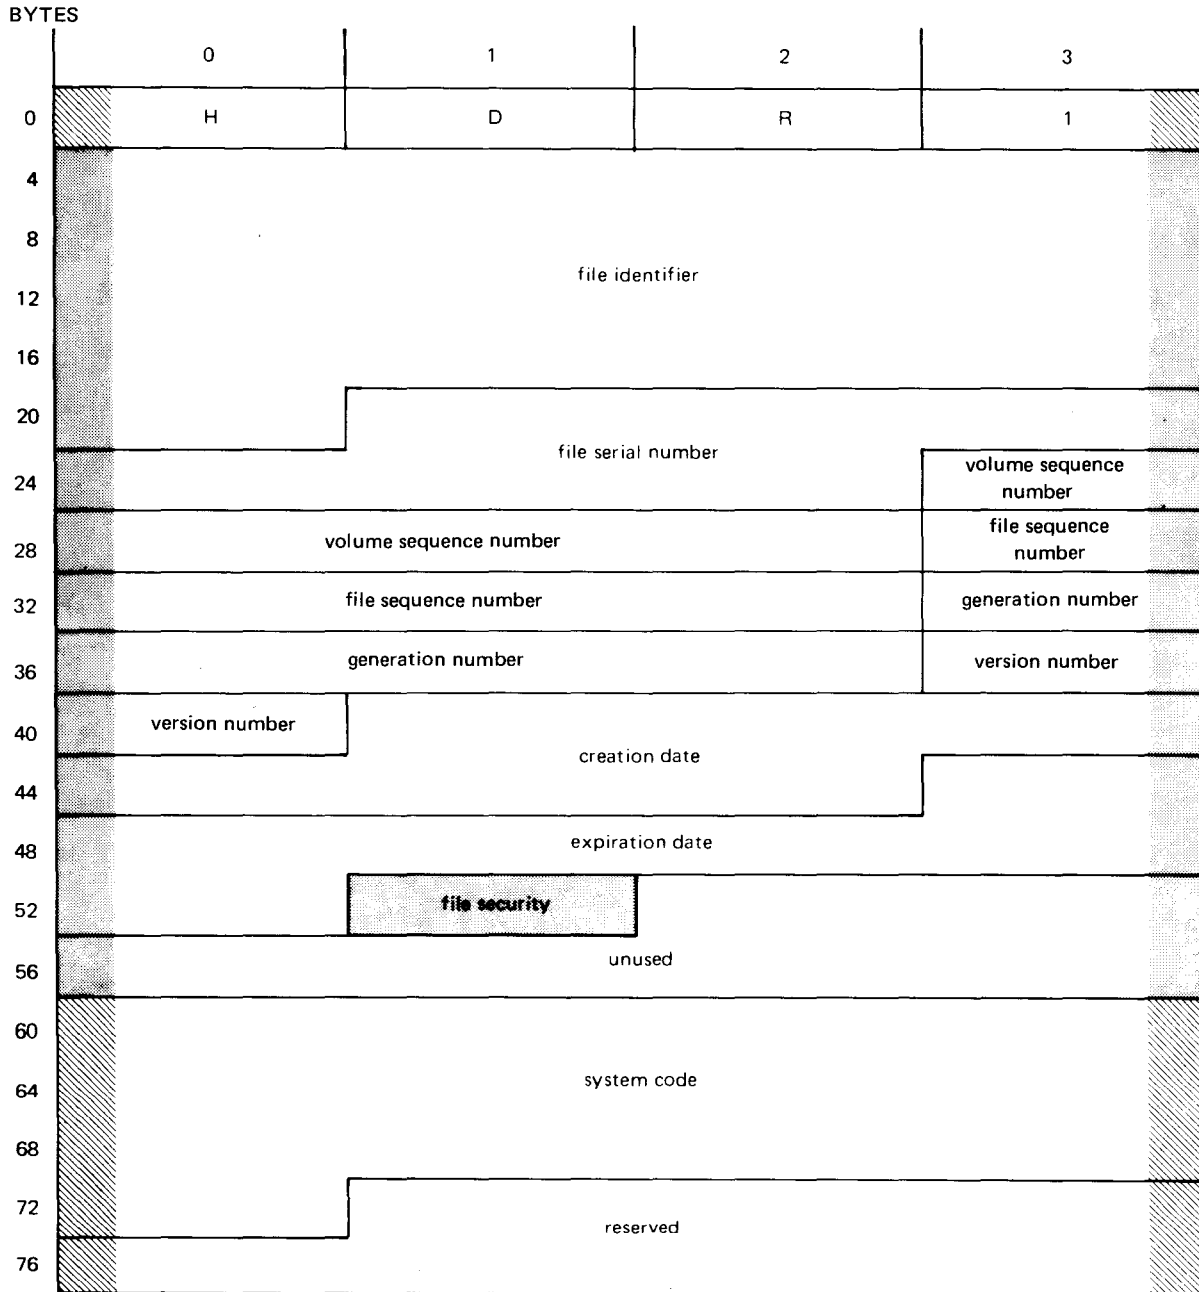 BYTES
0 1 2 3
0 H D R 1
4
8
file identifier
12
16
20
file serial number
volume sequence
number
24
file sequence
number
volume sequence number
28
file sequence number generation number
32
generation number version number
36
version number
40
creation date
44
expiration date
48
file security
52
unused
56
60
system code
64
68
72
reserved
76